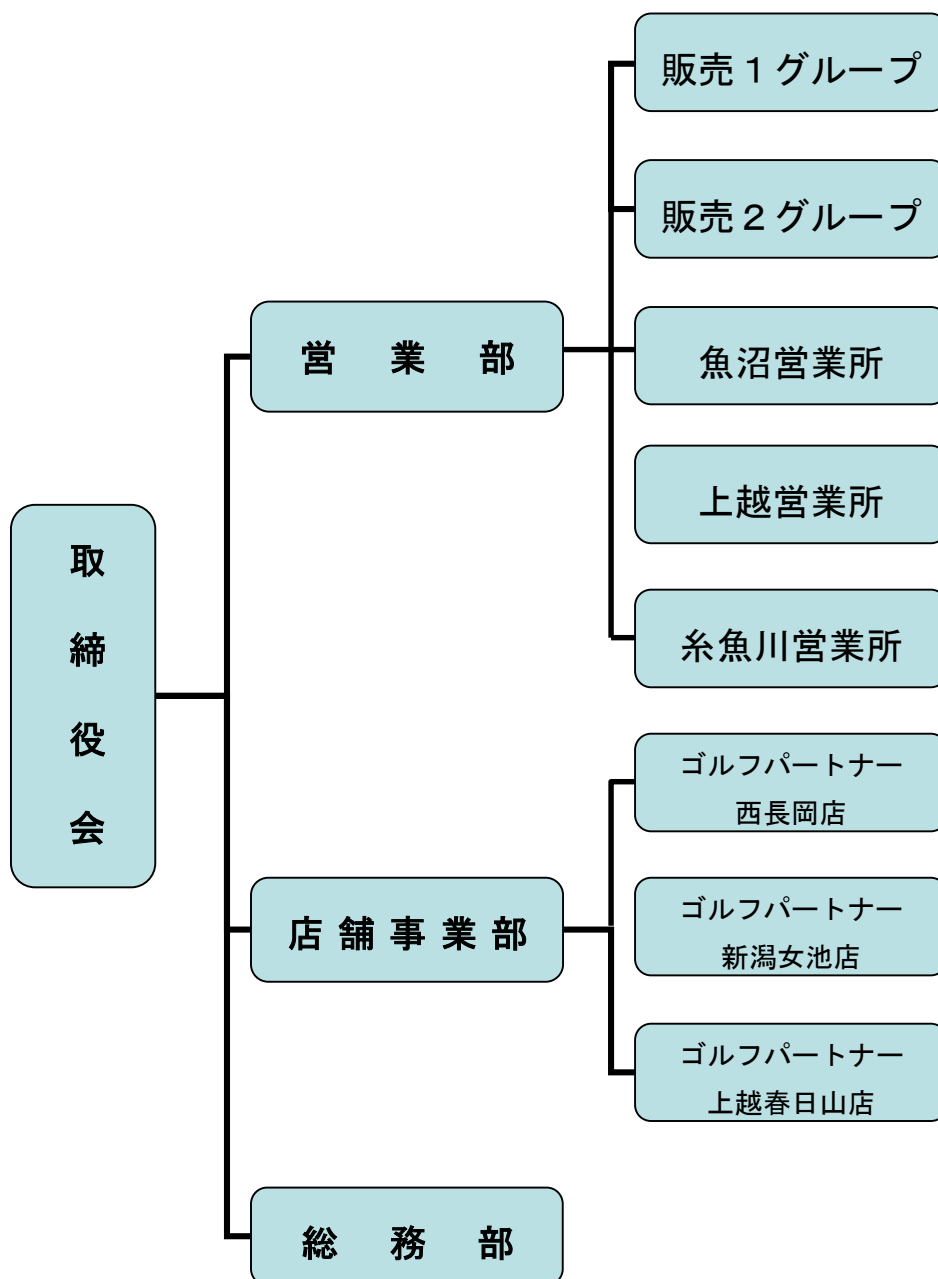 取締役会
営業部
販売１グループ
販売２グループ
魚沼営業所
上越営業所
糸魚川営業所
店舗事業部
ゴルフパートナー
西長岡店
ゴルフパートナー
新潟女池店
ゴルフパートナー
上越春日山店
総務部